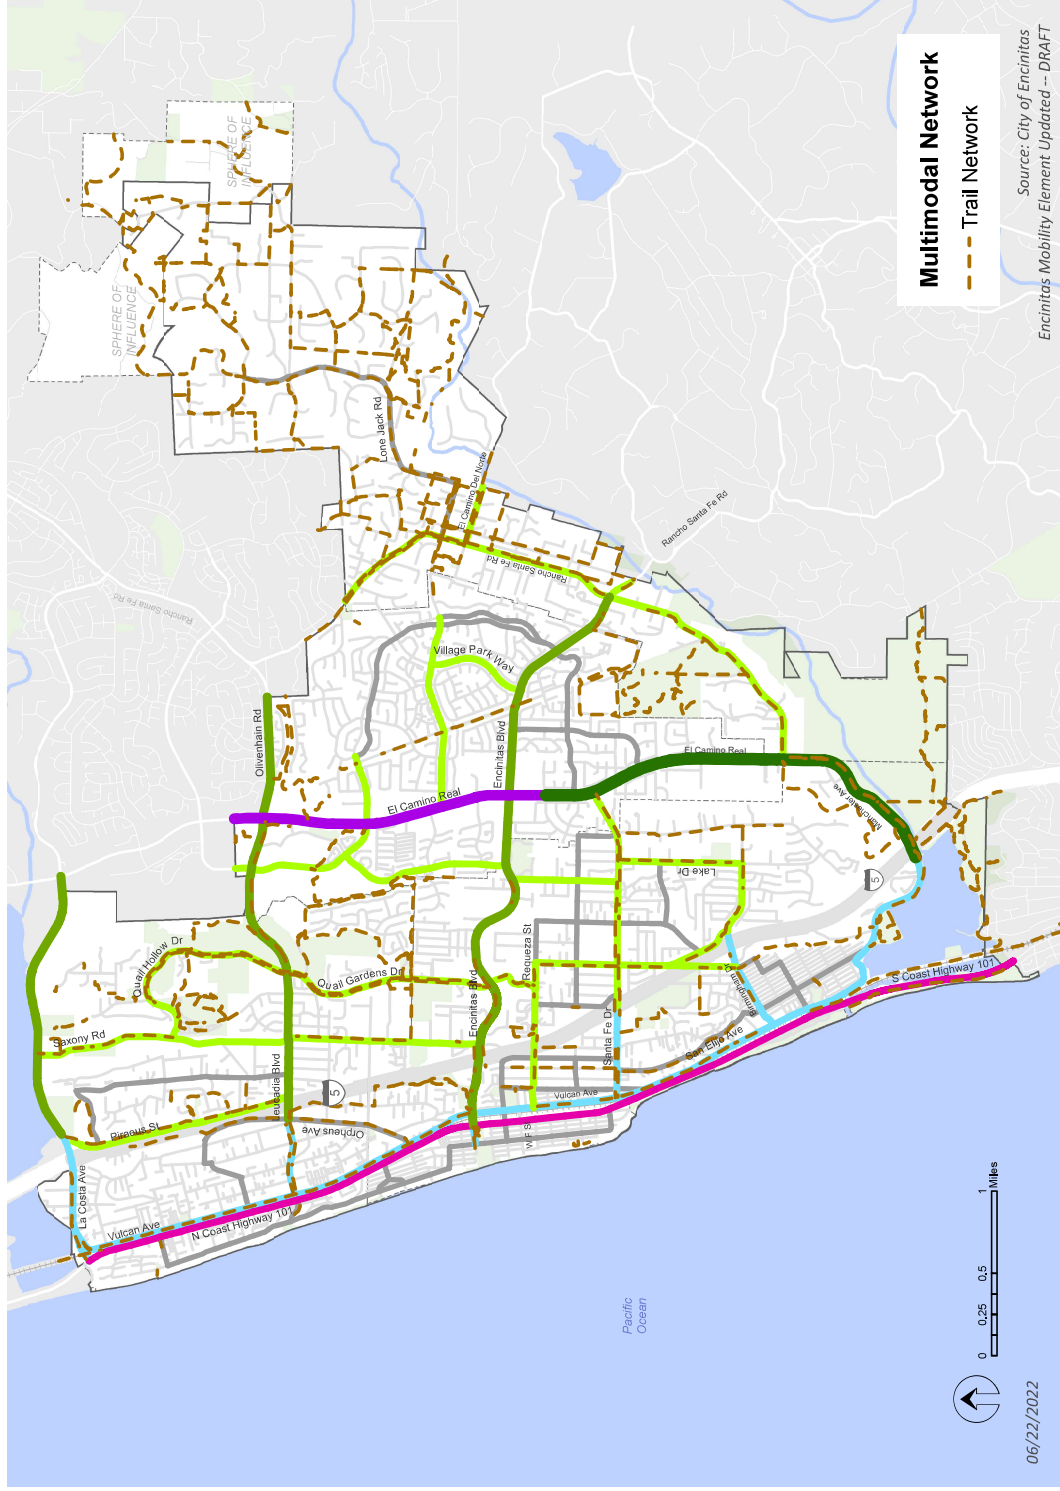 Multimodal Network
Trail Network
Source: City of Encinitas
Encinitas Mobility Element Updated -- DRAFT
SPHERE OF
INFLUENCE
SPHERE OF
INFLUENCE
Lone Jack Rd
El Camino Del Norte
Rancho Santa Fe Rd
Rancho Santa Fe Rd
Rancho Santa Fe Rd
Village Park Way
Olivenhain Rd
Encinitas Blvd
El Camino Real
El Camino Real
Manchester Ave
Lake Dr
5
Quail Hollow Dr
Quail Gardens Dr
Requeza St
Encinitas Blvd
Birmingham Dr
S Coast Highway 101
Saxony Rd
Santa Fe Dr
San Elijo Ave
Leucadia Blvd
5
Vulcan Ave
Piraeus St
Orpheus Ave
W F St
La Costa Ave
Vulcan Ave
N Coast Highway 101
Pacific
Ocean
0 0.25 0.5 1
Miles
06/22/2022